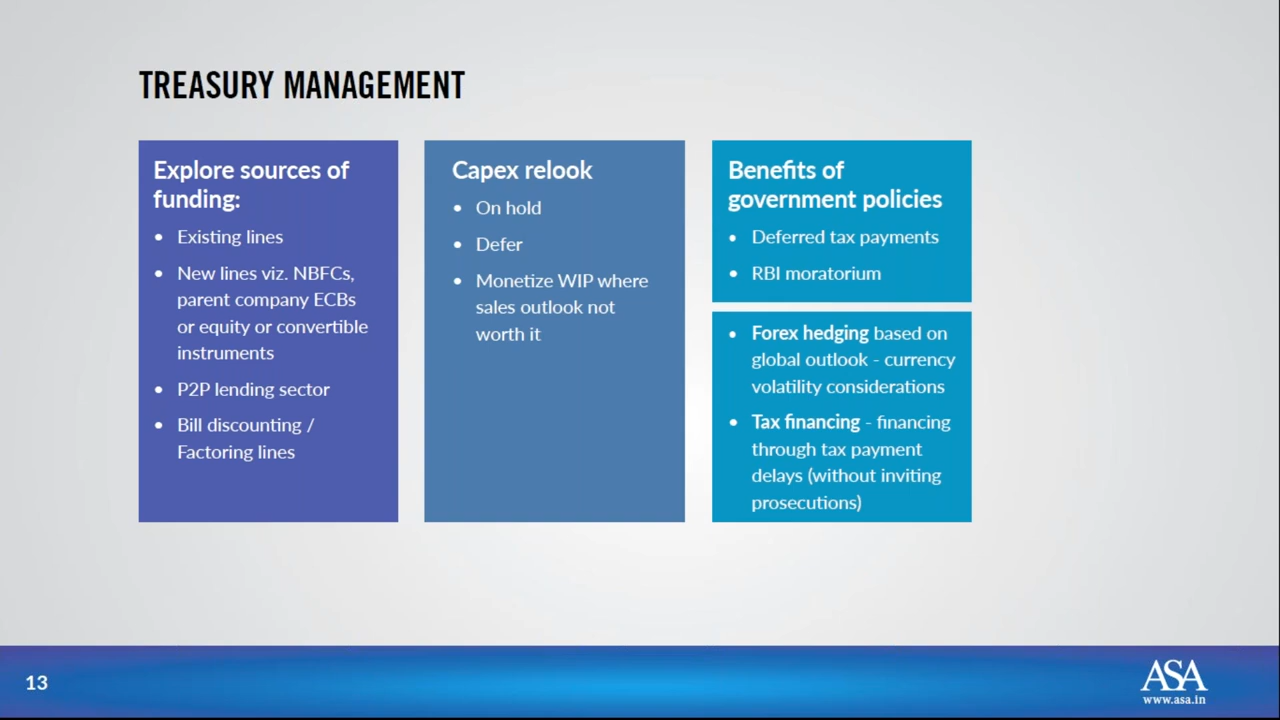 TREASURY MANAGEMENT
Explore sources of
funding:
• Existing lines
• New lines viz. NBFCs,
parent company ECBs
or equity or convertible
instruments
• P2P lending sector
• Bill discounting /
Factoring lines
Capex relook
• On hold
• Defer
• Monetize WIP where
sales outlook not
worth it
Benefits of
government policies
• Deferred tax payments
• RBI moratorium
• Forex hedging based on
global outlook - currency
volatility considerations
• Tax financing - financing
through tax payment
delays (without inviting
prosecutions)
13
ASA
www.asa.in